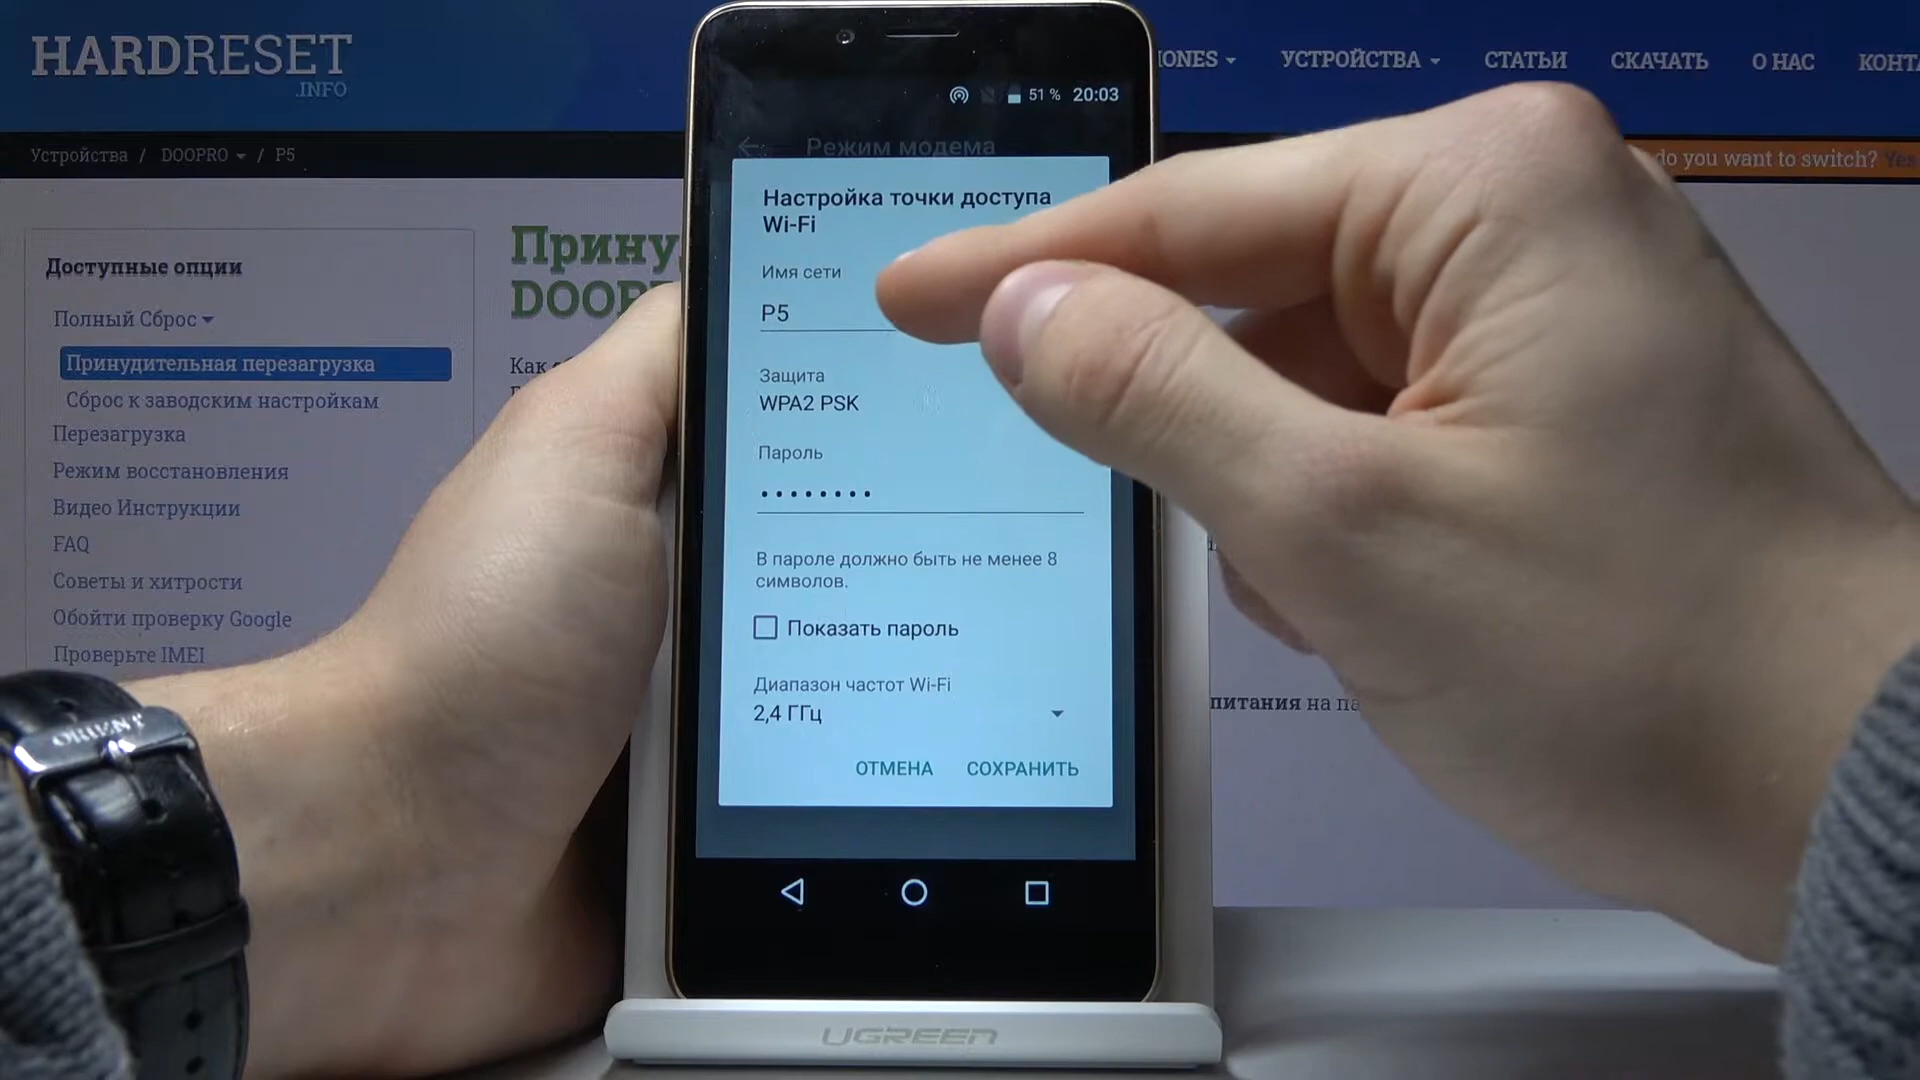 HARDRESET
.INFO
УСТРОЙСТВА
СТАТЬИ
СКАЧАТЬ
О НАС
Устройства / DOOPRO / P5
do you want to switch? Yes
Доступные опции
Полный Сброс
Принудительная перезагрузка
Сброс к заводским настройкам
Перезагрузка
Режим восстановления
Видео Инструкции
FAQ
Советы и хитрости
Обойти проверку Google
Проверьте IMEI
Как
питания на
51 % 20:03
Режим модема
Настройка точки доступа
Wi-Fi
Имя сети
P5
Защита
WPA2 PSK
Пароль
••••••••
В пароле должно быть не менее 8
символов.
Показать пароль
Диапазон частот Wi-Fi
2,4 ГГц
ОТМЕНА СОХРАНИТЬ
UGREEN
ORIENT